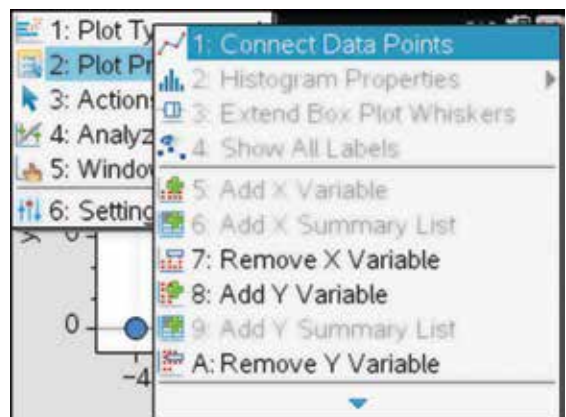 1: Plot Ty
2: Plot Pr
3: Action
4: Analyz
5: Window
6: Setting
1: Connect Data Points
2: Histogram Properties
3: Extend Box Plot Whiskers
4: Show All Labels
5: Add X Variable
6: Add X Summary List
7: Remove X Variable
8: Add Y Variable
9: Add Y Summary List
A: Remove Y Variable
0
-4